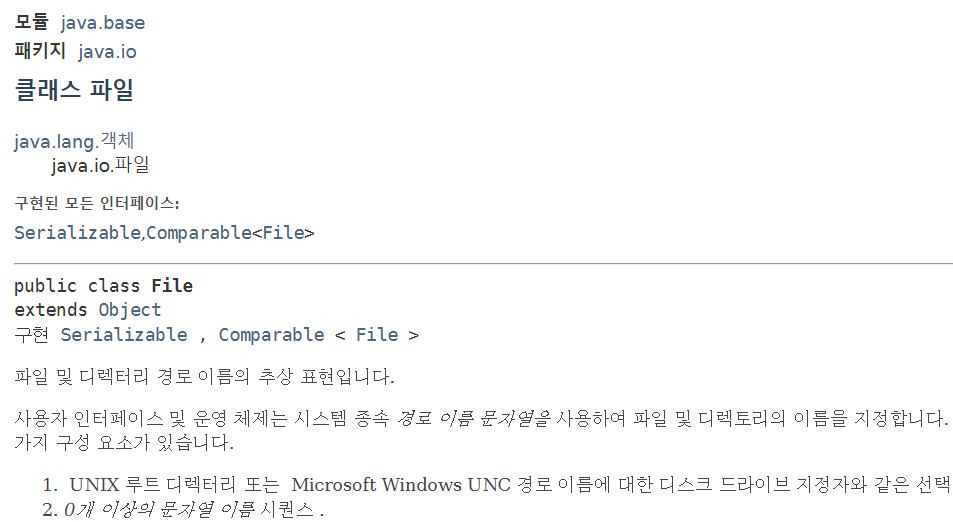 모듈 java.base
패키지 java.io
클래스 파일
java.lang.객체
java.io.파일
구현된 모든 인터페이스:
Serializable,Comparable<File>
public class File
extends Object
구현 Serializable , Comparable < File >
파일 및 디렉터리 경로 이름의 추상 표현입니다.
사용자 인터페이스 및 운영 체제는 시스템 종속 경로 이름 문자열을 사용하여 파일 및 디렉토리의 이름을 지정합니다.
가지 구성 요소가 있습니다.
1. UNIX 루트 디렉터리 또는 Microsoft Windows UNC 경로 이름에 대한 디스크 드라이브 지정자와 같은 선택
2. 0개 이상의 문자열 이름 시퀀스 .